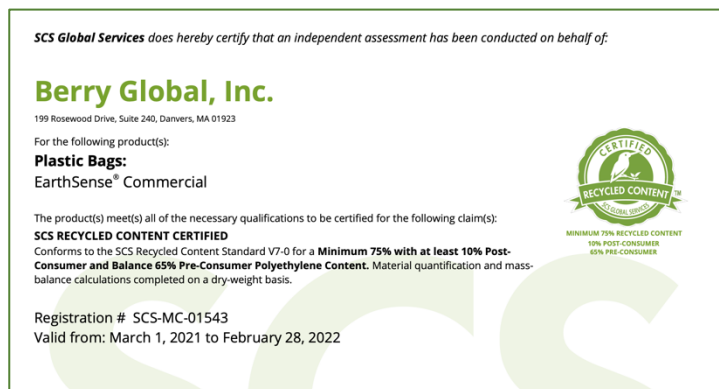 SCS Global Services does hereby certify that an independent assessment has been conducted on behalf of:
Berry Global, Inc.
199 Rosewood Drive, Suite 240, Danvers, MA 01923
For the following product(s):
Plastic Bags:
EarthSense® Commercial
The product(s) meet(s) all of the necessary qualifications to be certified for the following claim(s):
SCS RECYCLED CONTENT CERTIFIED
Conforms to the SCS Recycled Content Standard V7-0 for a Minimum 75% with at least 10% Post-
Consumer and Balance 65% Pre-Consumer Polyethylene Content. Material quantification and mass-
balance calculations completed on a dry-weight basis.
Registration # SCS-MC-01543
Valid from: March 1, 2021 to February 28, 2022
CERTIFIED
RECYCLED CONTENT™
SCS GLOBAL SERVICES
MINIMUM 75% RECYCLED CONTENT
10% POST-CONSUMER
65% PRE-CONSUMER
SCS